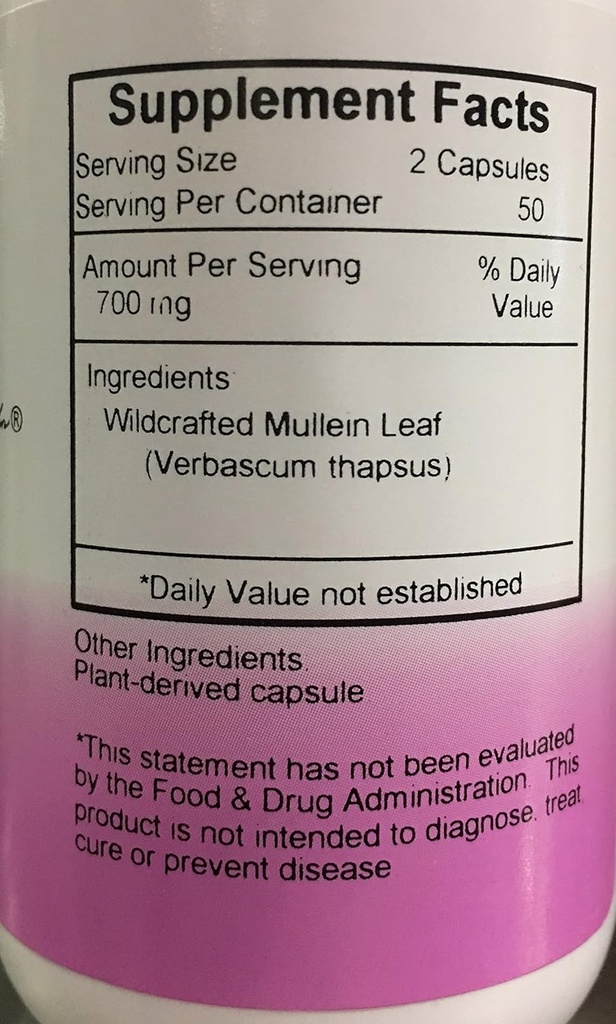 Supplement Facts
Serving Size 2 Capsules
Serving Per Container 50
Amount Per Serving % Daily
700 mg Value
Ingredients
Wildcrafted Mullein Leaf
(Verbascum thapsus)
*Daily Value not established
Other Ingredients.
Plant-derived capsule
*This statement has not been evaluated
by the Food & Drug Administration. This
product is not intended to diagnose, treat,
cure or prevent disease
®